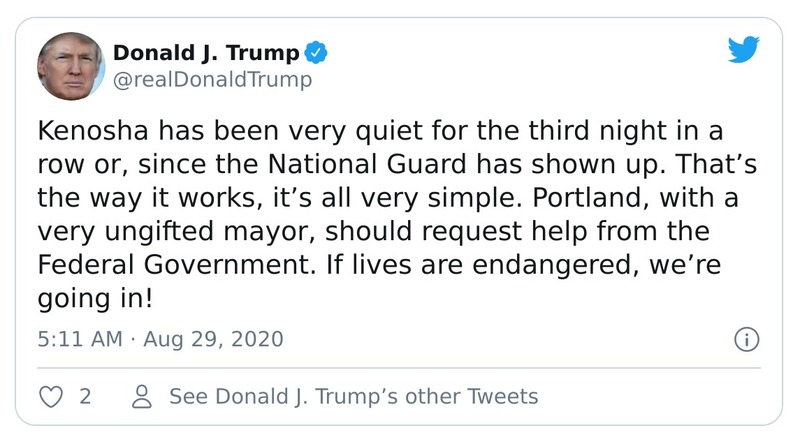 Donald J. Trump
@realDonaldTrump
Kenosha has been very quiet for the third night in a
row or, since the National Guard has shown up. That’s
the way it works, it’s all very simple. Portland, with a
very ungifted mayor, should request help from the
Federal Government. If lives are endangered, we’re
going in!
5:11 AM · Aug 29, 2020
2 See Donald J. Trump’s other Tweets